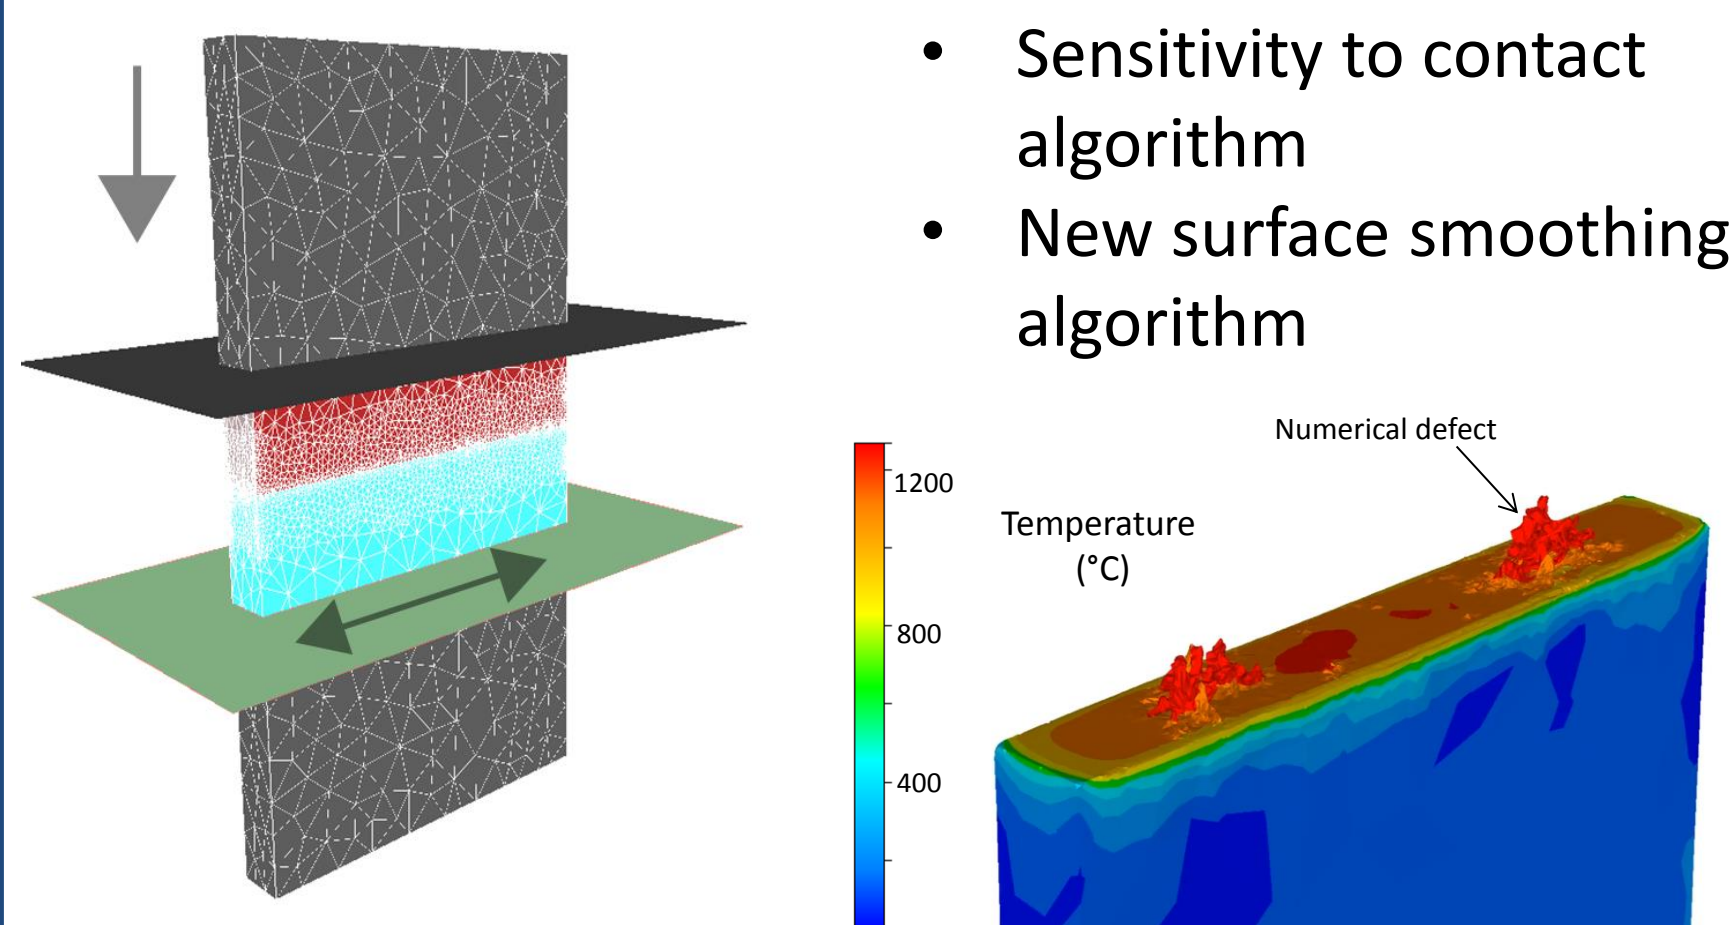 • Sensitivity to contact
algorithm
• New surface smoothing
algorithm
Numerical defect
1200
Temperature
(°C)
800
400